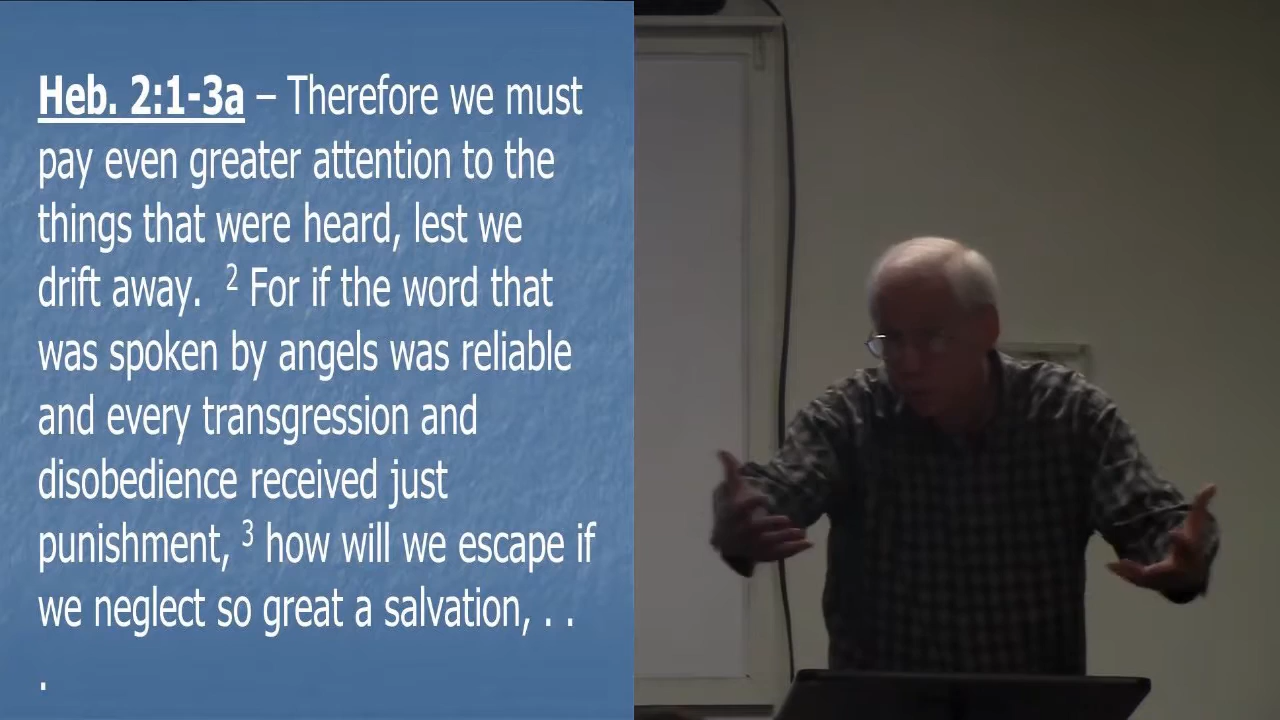 Heb. 2:1-3a – Therefore we must
pay even greater attention to the
things that were heard, lest we
drift away. 2 For if the word that
was spoken by angels was reliable
and every transgression and
disobedience received just
punishment, 3 how will we escape if
we neglect so great a salvation, . .
.